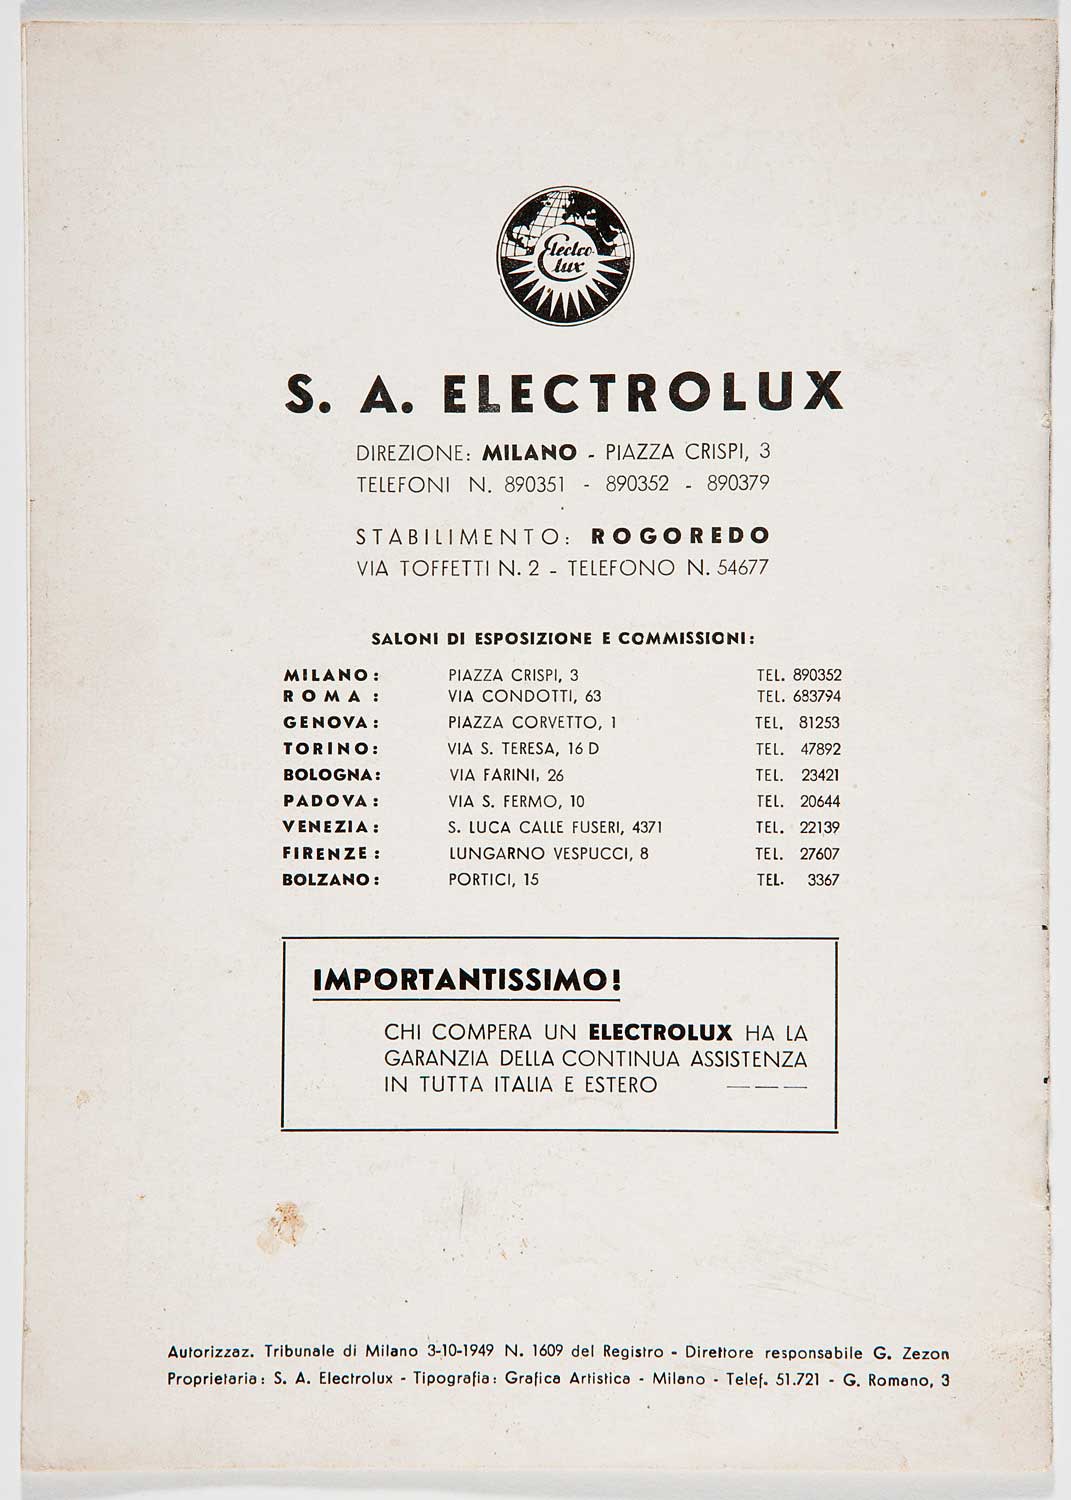 Electro-
lux
S. A. ELECTROLUX
DIREZIONE: MILANO - PIAZZA CRISPI, 3
TELEFONI N. 890351 - 890352 - 890379
STABILIMENTO: ROGOREDO
VIA TOFFETTI N. 2 - TELEFONO N. 54677
SALONI DI ESPOSIZIONE E COMMISSIONI:
MILANO: PIAZZA CRISPI, 3 TEL. 890352
ROMA: VIA CONDOTTI, 63 TEL. 683794
GENOVA: PIAZZA CORVETTO, 1 TEL. 81253
TORINO: VIA S. TERESA, 16 D TEL. 47892
BOLOGNA: VIA FARINI, 26 TEL. 23421
PADOVA: VIA S. FERMO, 10 TEL. 20644
VENEZIA: S. LUCA CALLE FUSERI, 4371 TEL. 22139
FIRENZE: LUNGARNO VESPUCCI, 8 TEL. 27607
BOLZANO: PORTICI, 15 TEL. 3367
IMPORTANTISSIMO!
CHI COMPERA UN ELECTROLUX HA LA
GARANZIA DELLA CONTINUA ASSISTENZA
IN TUTTA ITALIA E ESTERO
Autorizzaz. Tribunale di Milano 3-10-1949 N. 1609 del Registro - Direttore responsabile G. Zezon
Proprietaria: S. A. Electrolux - Tipografia: Grafica Artistica - Milano - Telef. 51.721 - G. Romano, 3